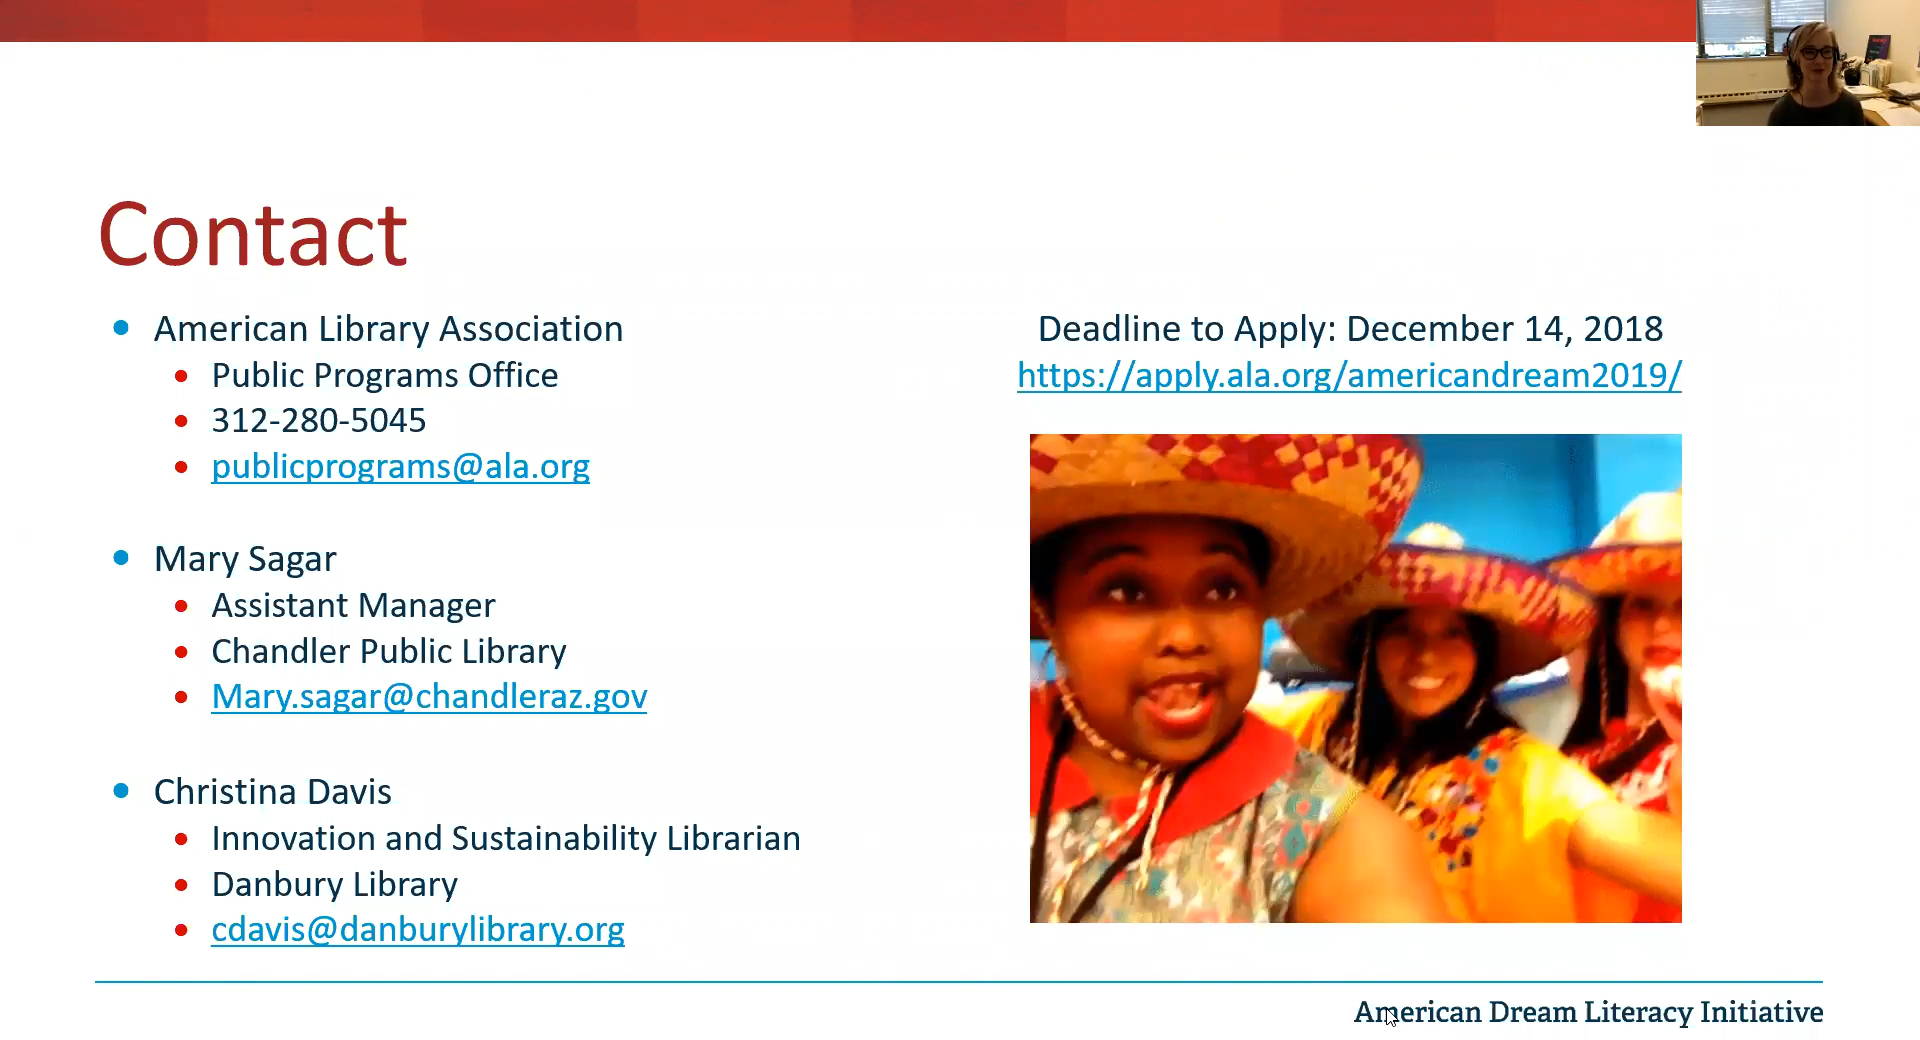 Contact
American Library Association
Public Programs Office
312-280-5045
publicprograms@ala.org
Mary Sagar
Assistant Manager
Chandler Public Library
Mary.sagar@chandleraz.gov
Christina Davis
Innovation and Sustainability Librarian
Danbury Library
cdavis@danburylibrary.org
Deadline to Apply: December 14, 2018
https://apply.ala.org/americandream2019/
American Dream Literacy Initiative